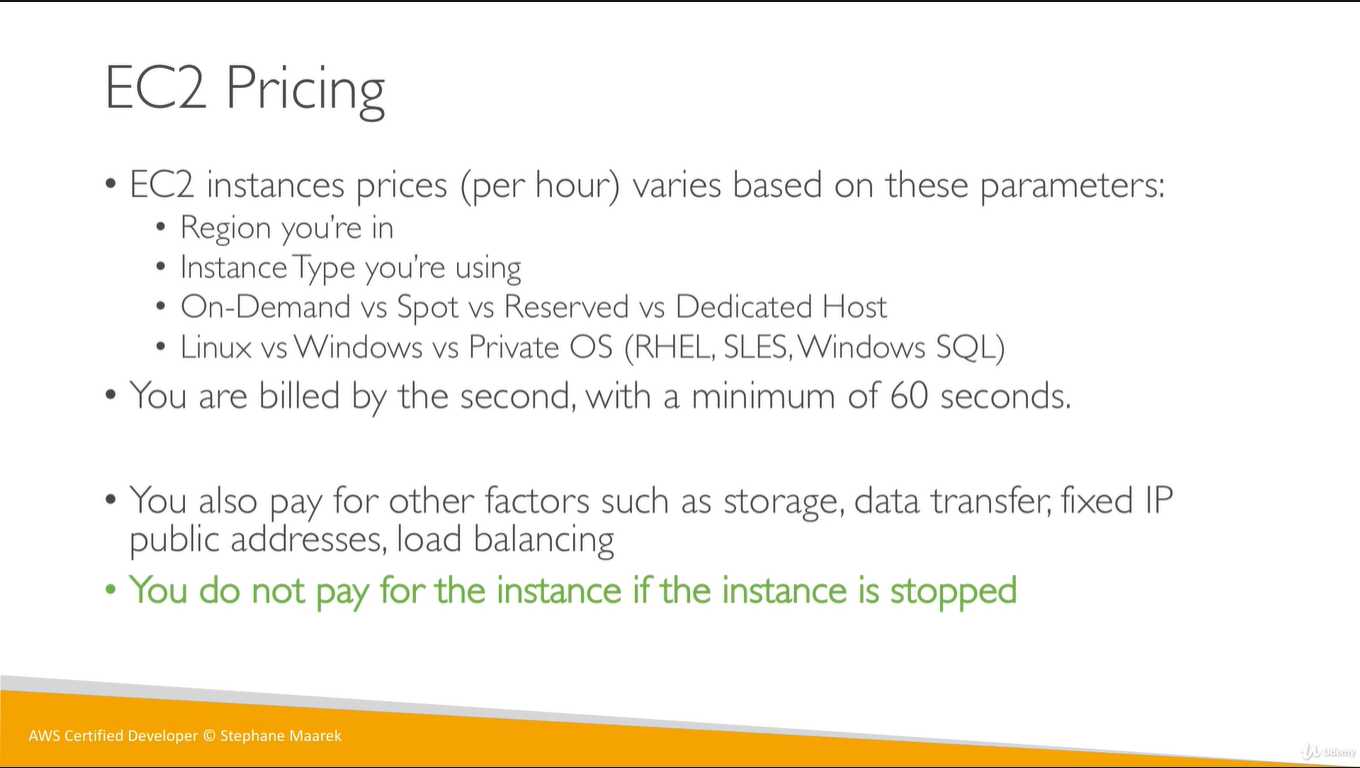 EC2 Pricing
• EC2 instances prices (per hour) varies based on these parameters:
• Region you're in
• Instance Type you're using
• On-Demand vs Spot vs Reserved vs Dedicated Host
• Linux vs Windows vs Private OS (RHEL, SLES, Windows SQL)
• You are billed by the second, with a minimum of 60 seconds.
• You also pay for other factors such as storage, data transfer, fixed IP
public addresses, load balancing
• You do not pay for the instance if the instance is stopped
AWS Certified Developer © Stephane Maarek
Udemy